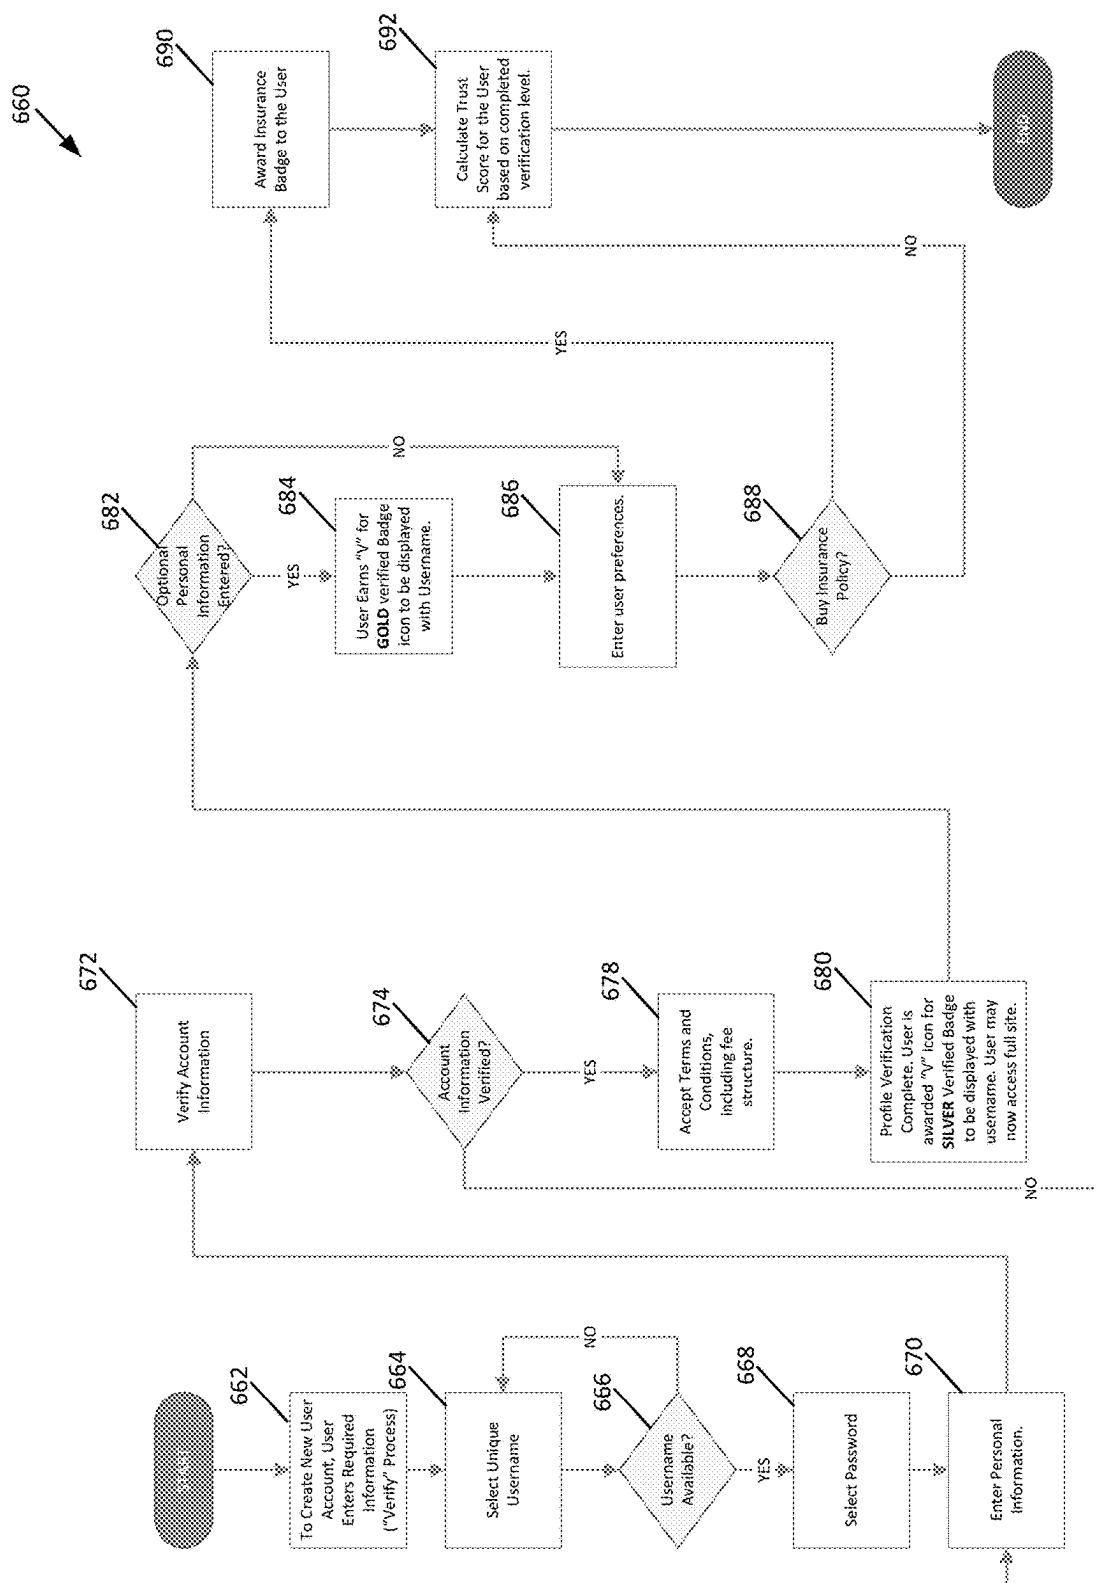 660
662
To Create New User
Account, User
Enters Required
Information
("Verify" Process)
664
Select Unique
Username
666
Username
Available?
NO
YES
668
Select Password
670
Enter Personal
Information.
672
Verify Account
Information
674
Account
Information
Verified?
NO
YES
678
Accept Terms and
Conditions,
including fee
structure.
680
Profile Verification
Complete. User is
awarded "V" icon for
SILVER Verified Badge
to be displayed with
username. User may
now access full site.
682
Optional
Personal
Information
Entered?
NO
YES
684
User Earns "V" for
GOLD verified Badge
icon to be displayed
with Username.
686
Enter user preferences.
688
Buy Insurance
Policy?
YES
NO
690
Award Insurance
Badge to the User
692
Calculate Trust
Score for the User
based on completed
verification level.